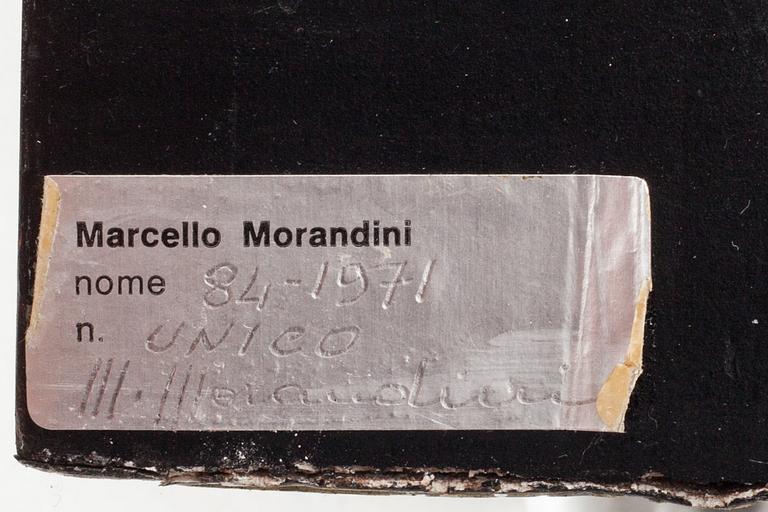 Marcello Morandini
nome 84-1971
n. UNICO
M. Morandini